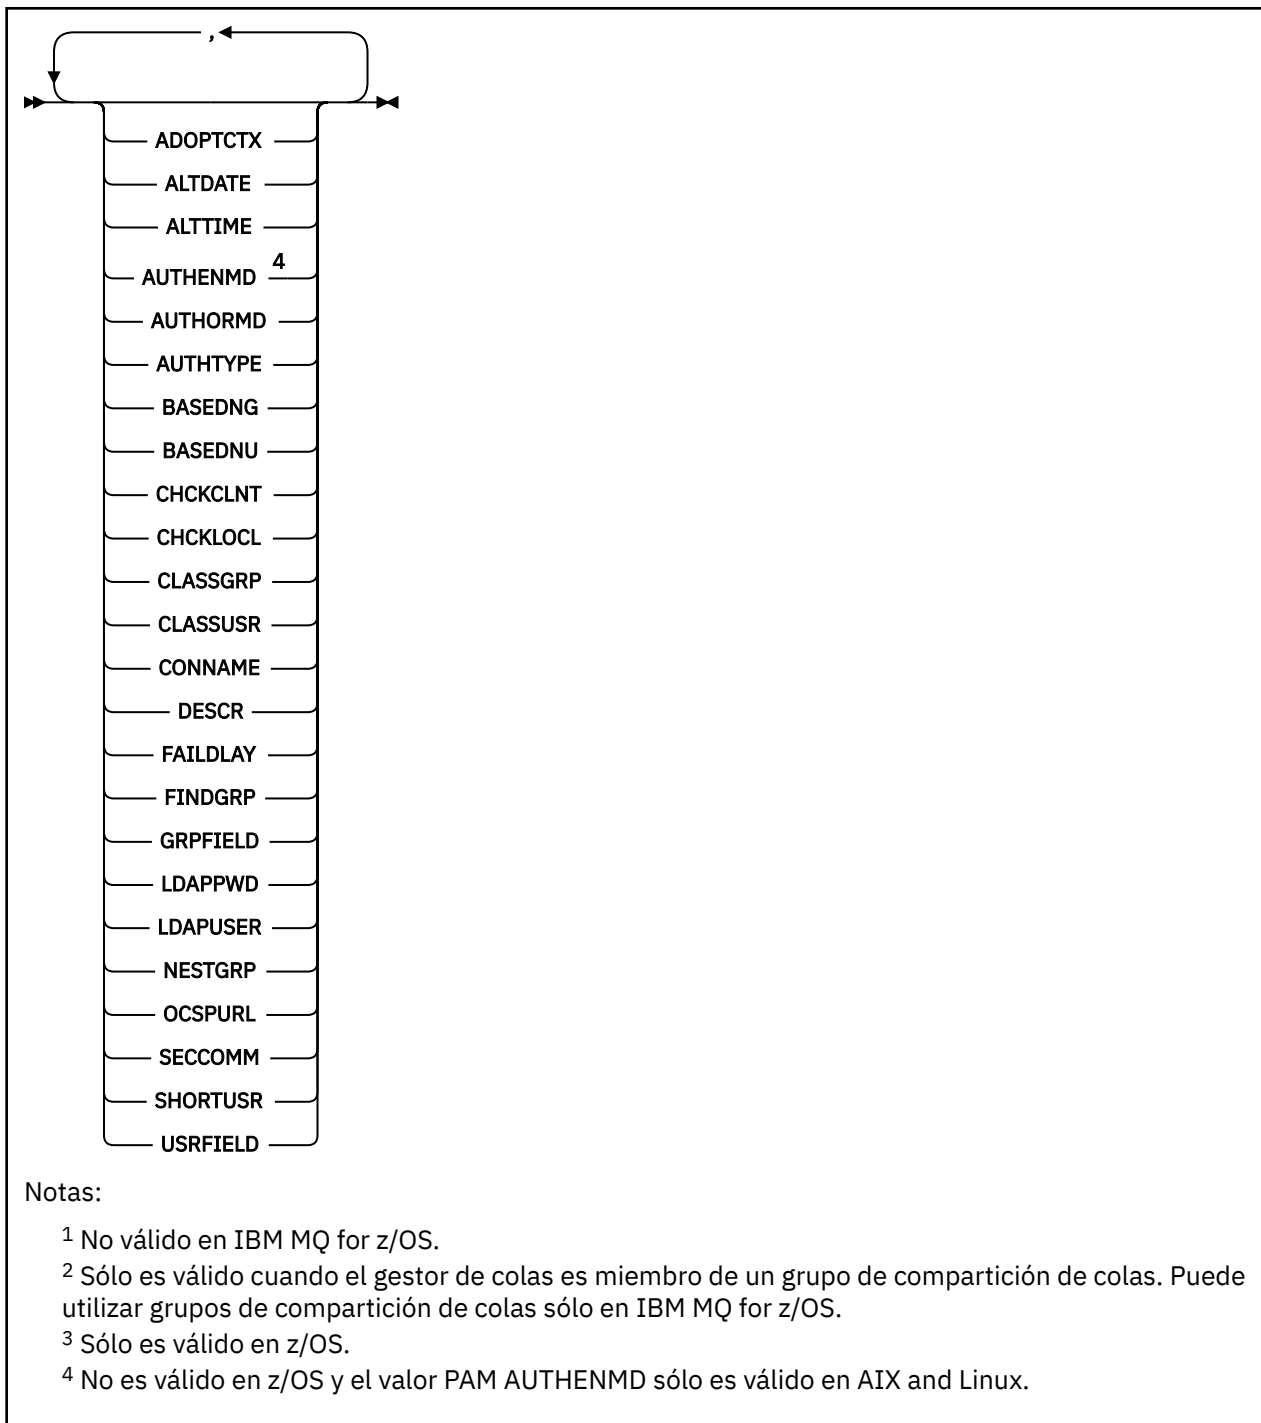 ,
ADOPTCTX
ALTDATE
ALTTIME
AUTHENMD 4
AUTHORMD
AUTHTYPE
BASEDNG
BASEDNU
CHCKCLNT
CHCKLOCL
CLASSGRP
CLASSUSR
CONNAME
DESCR
FAILDLAY
FINDGRP
GRPFIELD
LDAPPWD
LDAPUSER
NESTGRP
OCSPURL
SECCOMM
SHORTUSR
USRFIELD
Notas:
1 No válido en IBM MQ for z/OS.
2 Sólo es válido cuando el gestor de colas es miembro de un grupo de compartición de colas. Puede
utilizar grupos de compartición de colas sólo en IBM MQ for z/OS.
3 Sólo es válido en z/OS.
4 No es válido en z/OS y el valor PAM AUTHENMD sólo es válido en AIX and Linux.